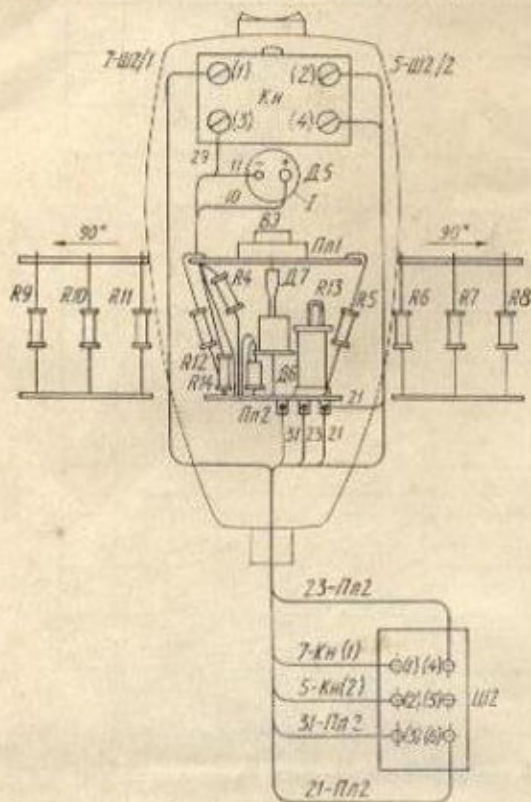 7-Ш2/1
5-Ш2/2
(1)
(2)
Кн
(3)
(4)
29
11
- +
Д5
10
I
ВЭ
90°
Пл1
90°
R9
R10
R11
R4
Д7
R13
R5
R6
R7
R8
R12
R14
Д6
21
Пл2
31
23
21
23-Пл2
7-Кн(1)
(1)
(4)
5-Кн(2)
(2)
(5)
Ш2
31-Пл2
(3)
(6)
21-Пл2